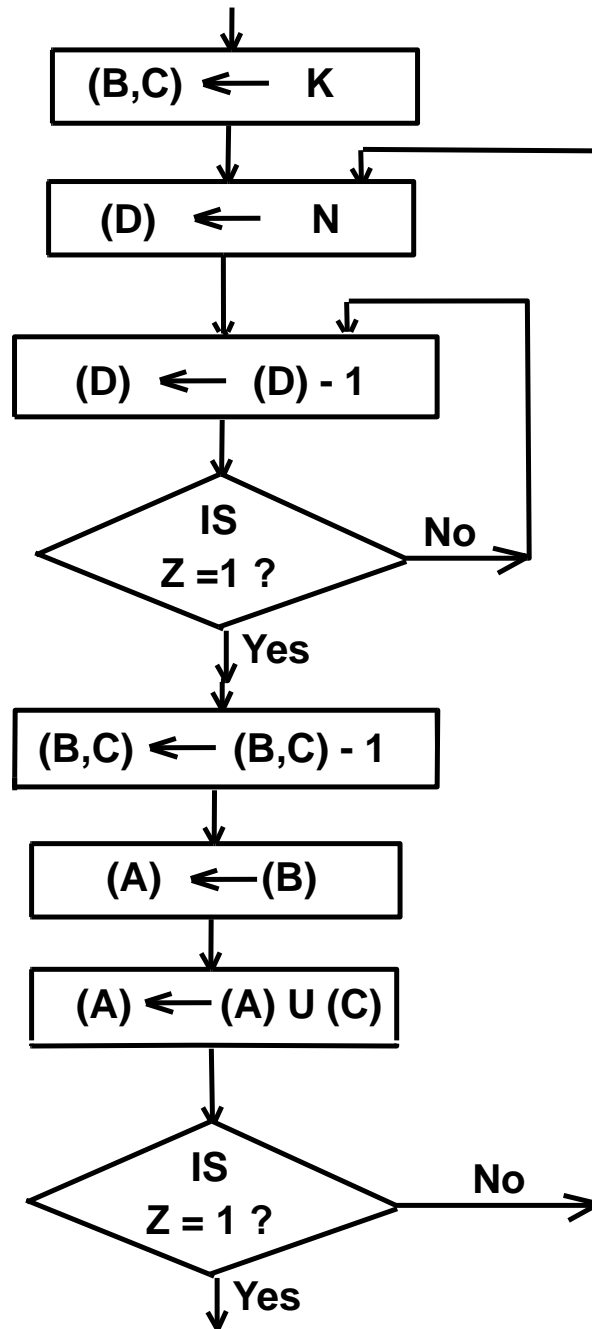 (B,C) ← K
(D) ← N
(D) ← (D) - 1
IS
Z =1 ?
No
Yes
(B,C) ← (B,C) - 1
(A) ← (B)
(A) ← (A) U (C)
IS
Z = 1 ?
No
Yes